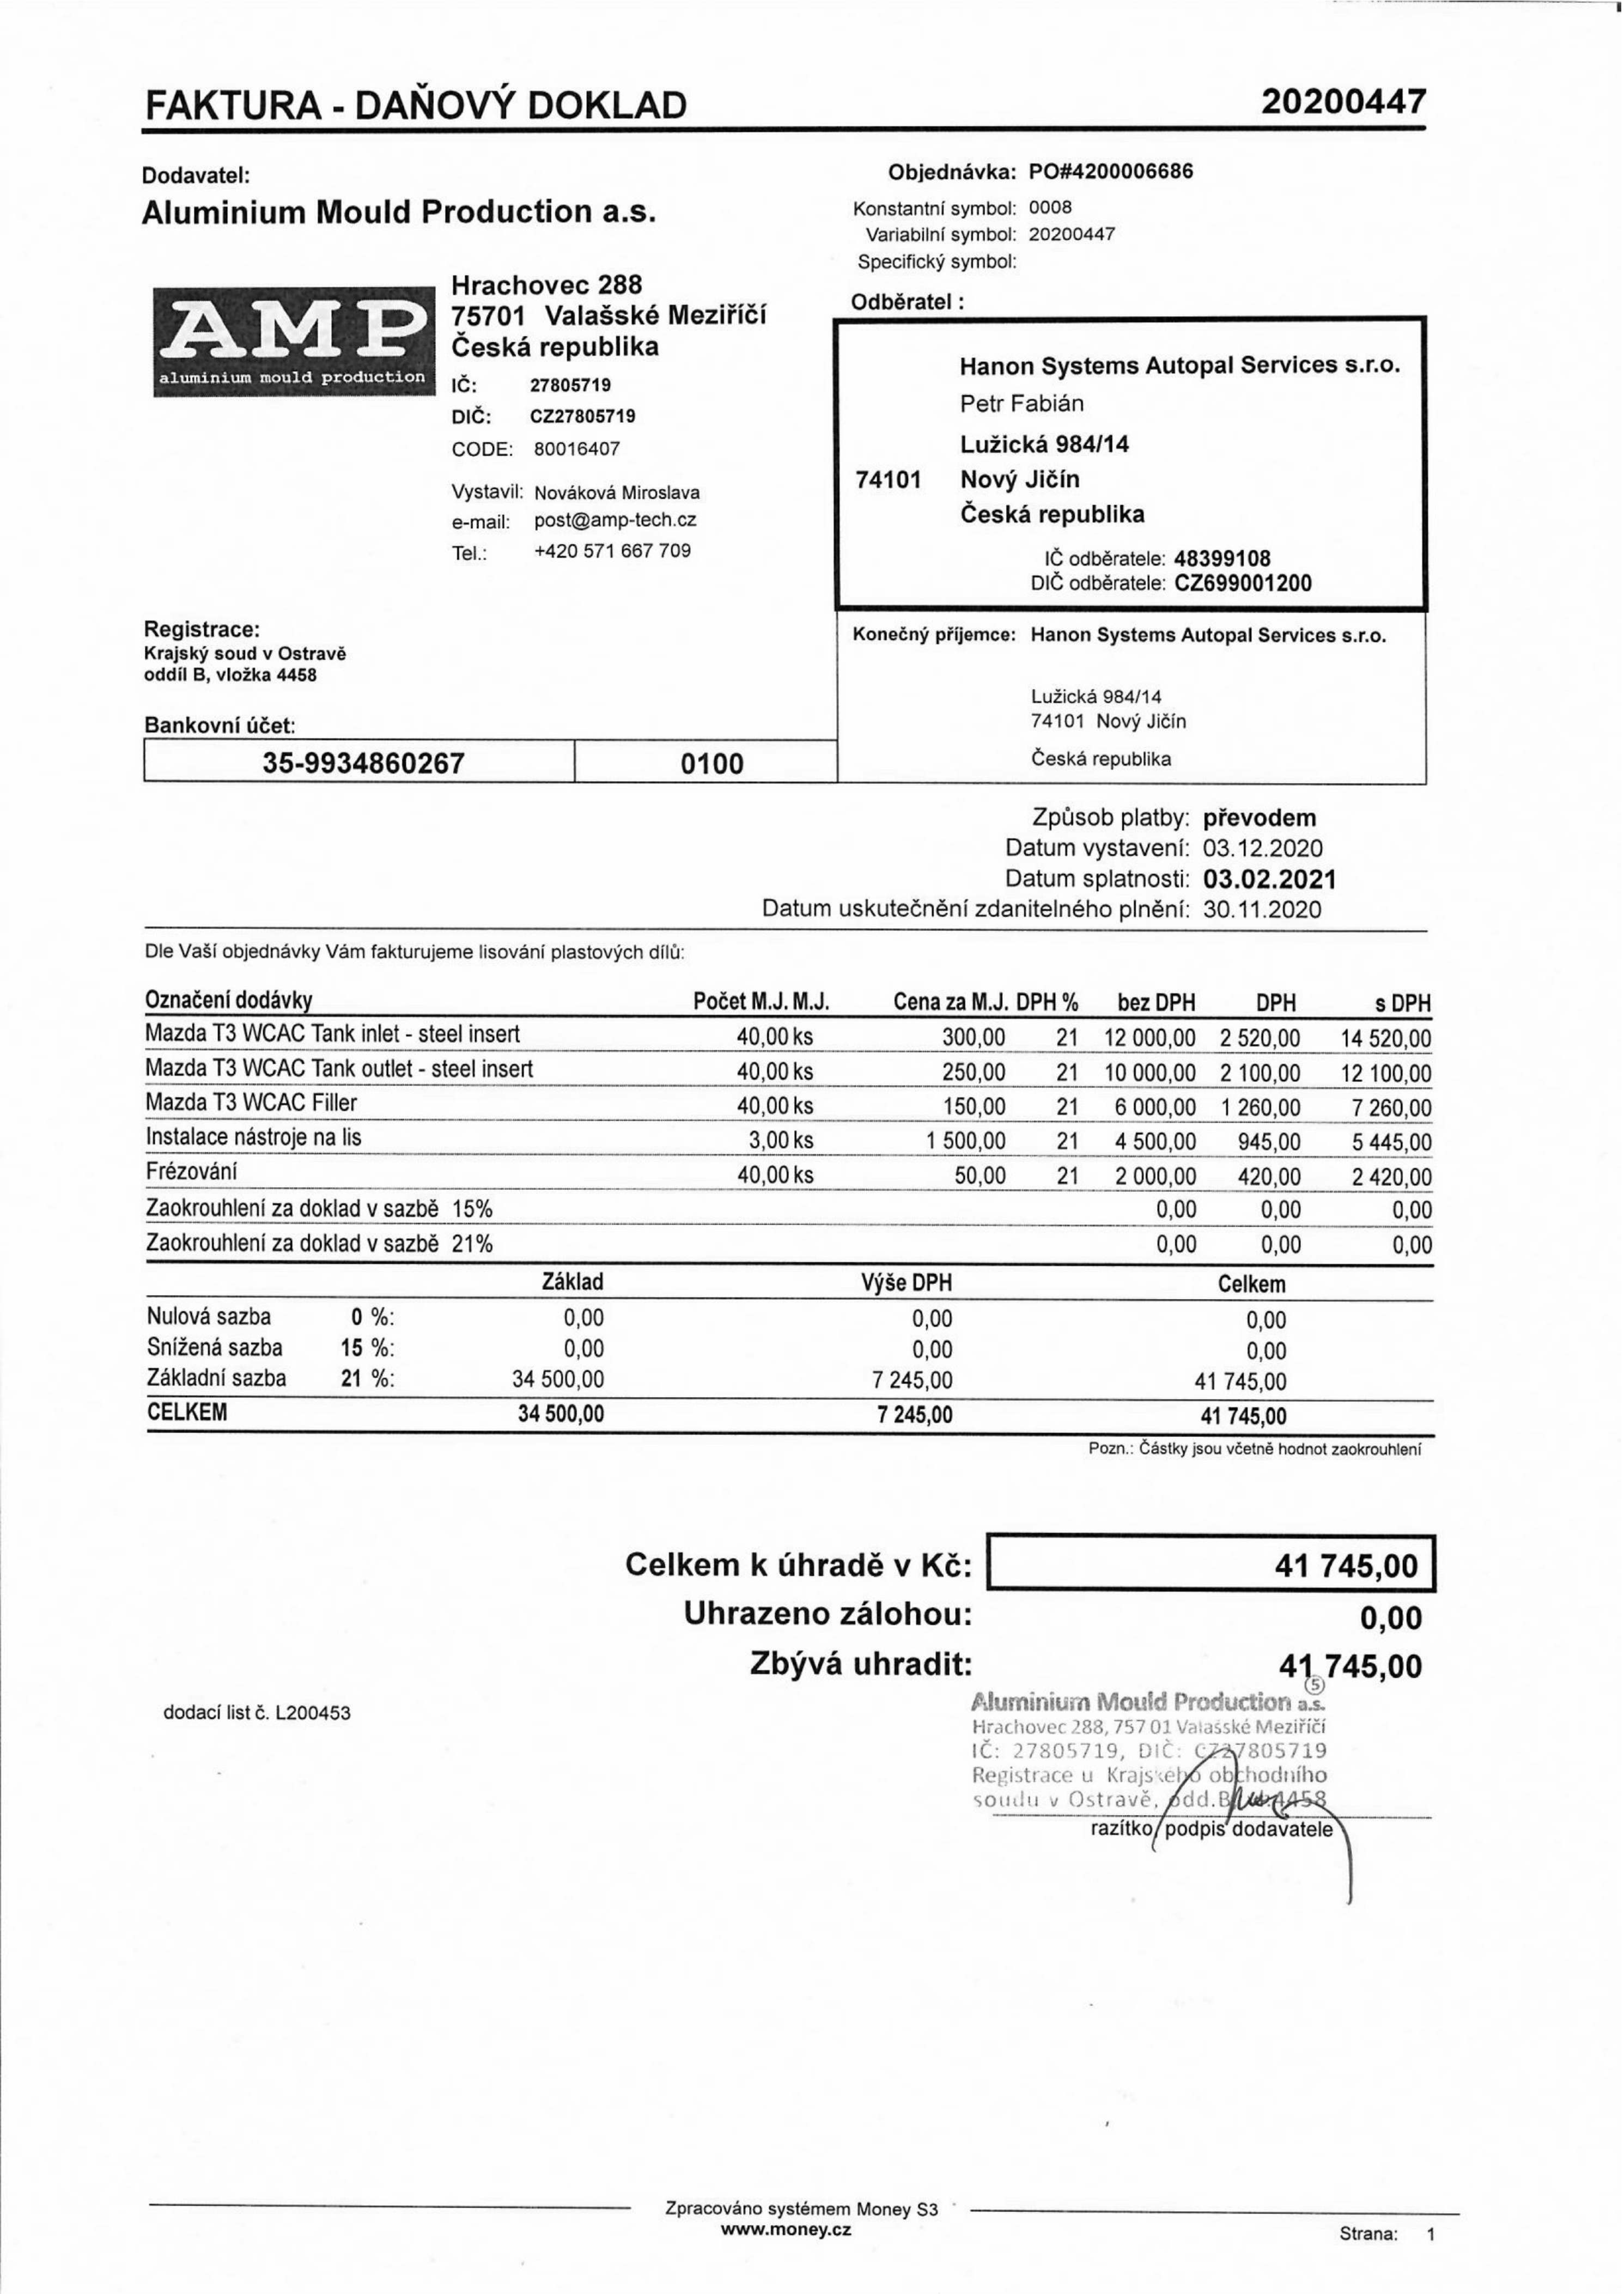 FAKTURA - DAŇOVÝ DOKLAD 20200447
Dodavatel:
Aluminium Mould Production a.s.
AMP
aluminium mould production
Hrachovec 288
75701 Valašské Meziříčí
Česká republika
IČ: 27805719
DIČ: CZ27805719
CODE: 80016407
Vystavil: Nováková Miroslava
e-mail: post@amp-tech.cz
Tel.: +420 571 667 709
Objednávka: PO#4200006686
Konstantní symbol: 0008
Variabilní symbol: 20200447
Specifický symbol:
Odběratel :
Hanon Systems Autopal Services s.r.o.
Petr Fabián
Lužická 984/14
74101 Nový Jičín
Česká republika
IČ odběratele: 48399108
DIČ odběratele: CZ699001200
Registrace:
Krajský soud v Ostravě
oddíl B, vložka 4458
Bankovní účet:
35-9934860267 0100
Konečný příjemce: Hanon Systems Autopal Services s.r.o.
Lužická 984/14
74101 Nový Jičín
Česká republika
Způsob platby: převodem
Datum vystavení: 03.12.2020
Datum splatnosti: 03.02.2021
Datum uskutečnění zdanitelného plnění: 30.11.2020
Dle Vaší objednávky Vám fakturujeme lisování plastových dílů:
Označení dodávky Počet M.J. M.J. Cena za M.J. DPH % bez DPH DPH s DPH
Mazda T3 WCAC Tank inlet - steel insert 40,00 ks 300,00 21 12 000,00 2 520,00 14 520,00
Mazda T3 WCAC Tank outlet - steel insert 40,00 ks 250,00 21 10 000,00 2 100,00 12 100,00
Mazda T3 WCAC Filler 40,00 ks 150,00 21 6 000,00 1 260,00 7 260,00
Instalace nástroje na lis 3,00 ks 1 500,00 21 4 500,00 945,00 5 445,00
Frézování 40,00 ks 50,00 21 2 000,00 420,00 2 420,00
Zaokrouhlení za doklad v sazbě 15% 0,00 0,00 0,00
Zaokrouhlení za doklad v sazbě 21% 0,00 0,00 0,00
Základ Výše DPH Celkem
Nulová sazba 0 %: 0,00 0,00 0,00
Snížená sazba 15 %: 0,00 0,00 0,00
Základní sazba 21 %: 34 500,00 7 245,00 41 745,00
CELKEM 34 500,00 7 245,00 41 745,00
Pozn.: Částky jsou včetně hodnot zaokrouhlení
Celkem k úhradě v Kč: 41 745,00
Uhrazeno zálohou: 0,00
Zbývá uhradit: 41 745,00
dodací list č. L200453
5
Aluminium Mould Production a.s.
Hrachovec 288, 757 01 Valašské Meziříčí
IČ: 27805719, DIČ: CZ27805719
Registrace u Krajského obchodního
soudu v Ostravě, odd.B 4458
razítko, podpis dodavatele
Zpracováno systémem Money S3
www.money.cz
Strana: 1